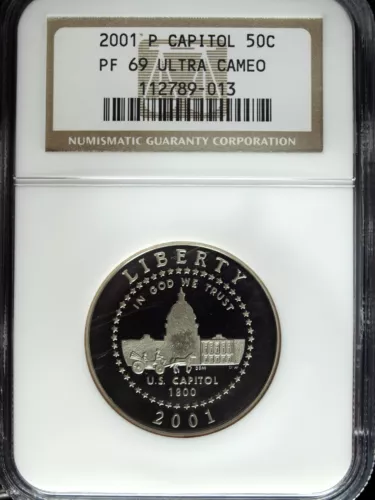 2001 P CAPITOL 50C
PF 69 ULTRA CAMEO
112789-013
NUMISMATIC GUARANTY CORPORATION
LIBERTY
IN GOD WE TRUST
U.S. CAPITOL
1800
2001